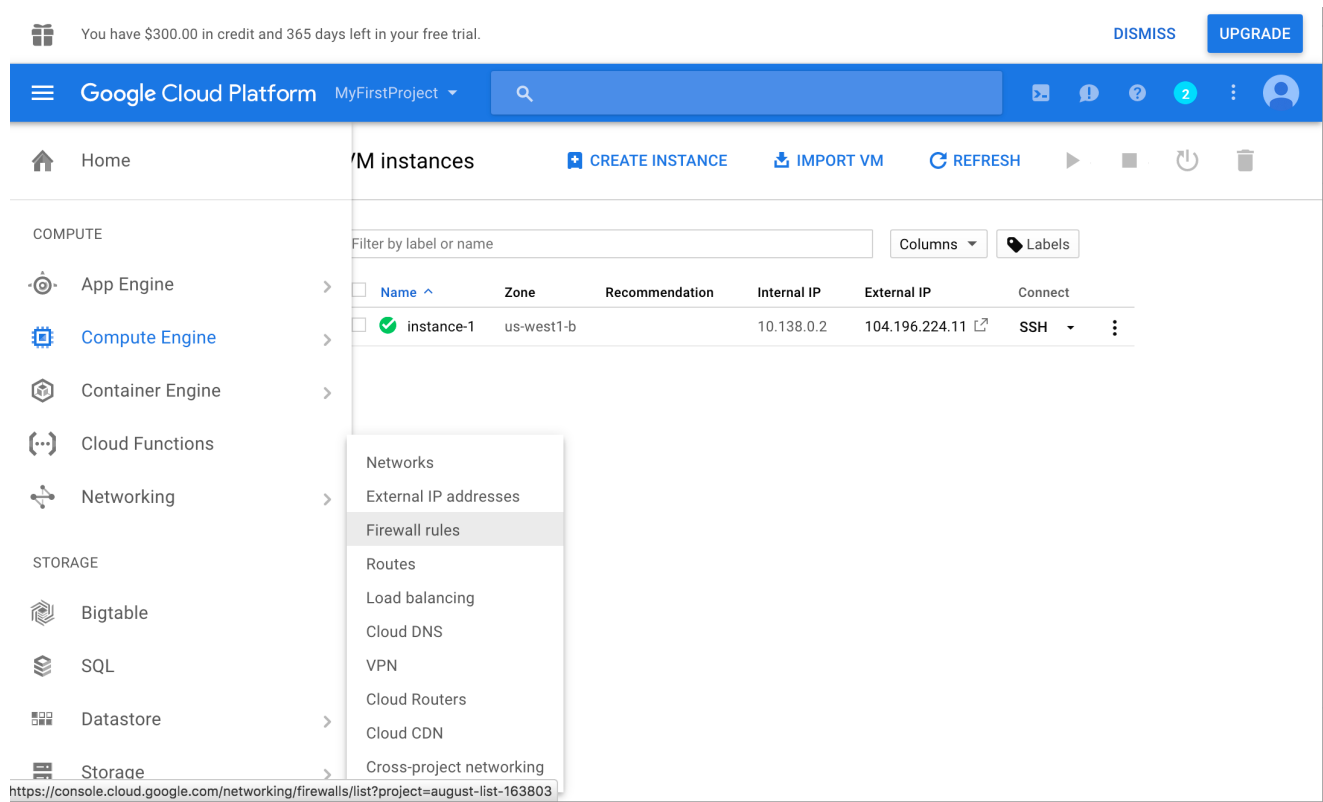 You have $300.00 in credit and 365 days left in your free trial.
DISMISS
UPGRADE
Google Cloud Platform
MyFirstProject
2
Home
VM instances
CREATE INSTANCE
IMPORT VM
REFRESH
COMPUTE
Filter by label or name
Columns
Labels
App Engine
Name
Zone
Recommendation
Internal IP
External IP
Connect
instance-1
us-west1-b
10.138.0.2
104.196.224.11
SSH
Compute Engine
Container Engine
Cloud Functions
Networking
Networks
External IP addresses
Firewall rules
Routes
Load balancing
Cloud DNS
VPN
Cloud Routers
Cloud CDN
Cross-project networking
STORAGE
Bigtable
SQL
Datastore
Storage
https://console.cloud.google.com/networking/firewalls/list?project=august-list-163803